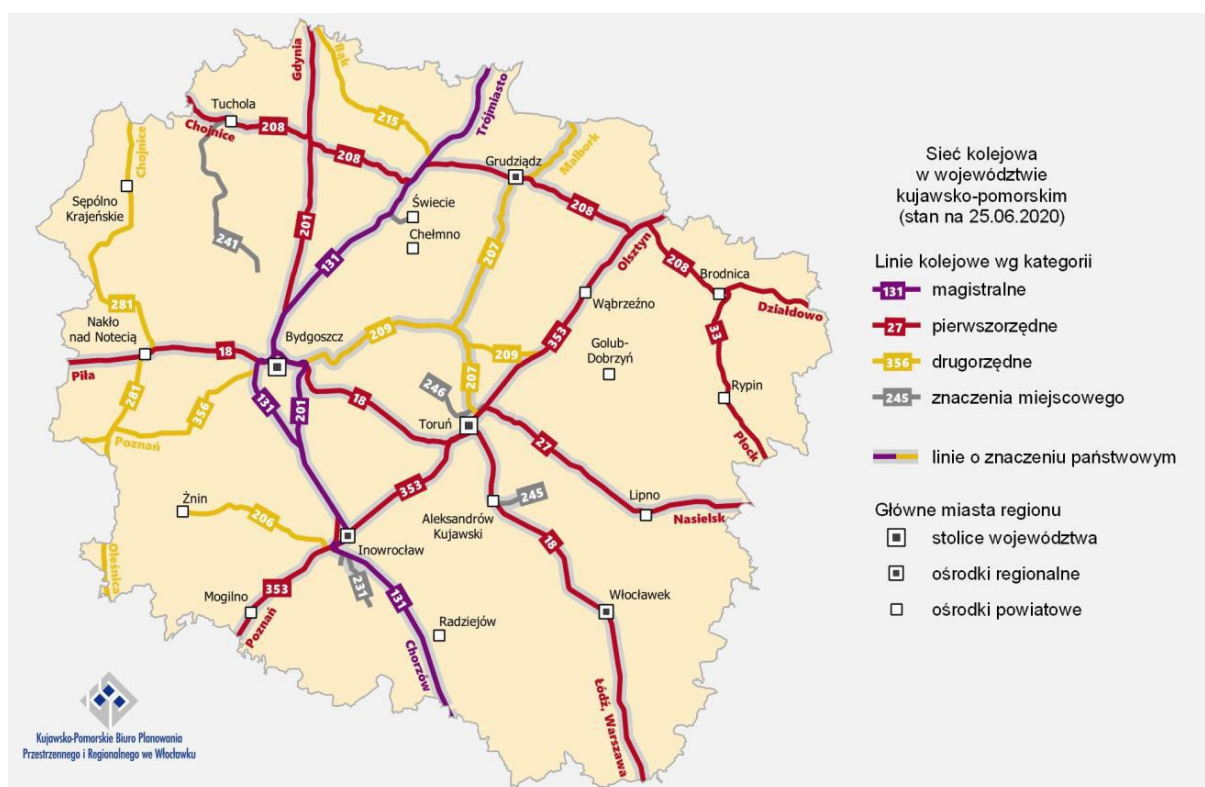 Gdynia
Bąk
Trójmiasto
Tuchola
Chojnice
208
215
208
Chojnice
Grudziądz
Malbork
Sępólno
Krajeńskie
Świecie
Chełmno
208
201
241
131
207
Olsztyn
208
Brodnica
Działdowo
281
Nakło
nad Notecią
Bydgoszcz
209
Wąbrzeźno
353
33
Golub-
Dobrzyń
18
Piła
209
207
Rypin
281
356
131
201
18
246
Toruń
Poznań
Płock
27
Żnin
206
353
245
Aleksandrów
Kujawski
Lipno
Nasielsk
18
Inowrocław
Oleśnica
231
353
Mogilno
131
Włocławek
Poznań
Radziejów
Chorzów
Łódź, Warszawa
Sieć kolejowa
w województwie
kujawsko-pomorskim
(stan na 25.06.2020)
Linie kolejowe wg kategorii
131 magistralne
27 pierwszorzędne
356 drugorzędne
245 znaczenia miejscowego
linie o znaczeniu państwowym
Główne miasta regionu
stolice województwa
ośrodki regionalne
ośrodki powiatowe
Kujawsko-Pomorskie Biuro Planowania
Przestrzennego i Regionalnego we Włocławku